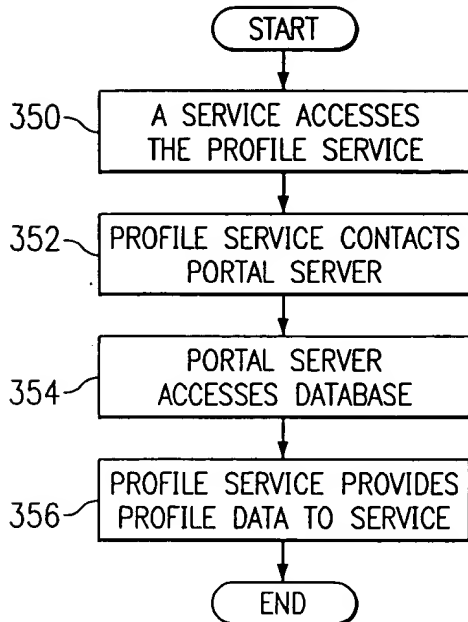 START
350
A SERVICE ACCESSES
THE PROFILE SERVICE
352
PROFILE SERVICE CONTACTS
PORTAL SERVER
354
PORTAL SERVER
ACCESSES DATABASE
356
PROFILE SERVICE PROVIDES
PROFILE DATA TO SERVICE
END